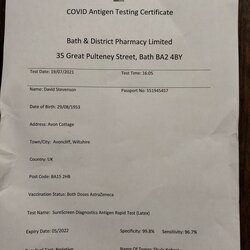 COVID Antigen Testing Certificate
Bath & District Pharmacy Limited
35 Great Pulteney Street, Bath BA2 4BY
Test Date: 19/07/2021 Test Time: 16:05
Name: David Stevenson Passport No: 551945457
Date of Birth: 29/08/1953
Address: Avon Cottage
Town/City: Avoncliff, Wiltshire
Country: UK
Post Code: BA15 2HB
Vaccination Status: Both Doses AstraZeneca
Test Name: SureScreen Diagnostics Antigen Rapid Test (Latex)
Expiry Date: 05/2022 Specificity: 99.8% Sensitivity: 96.7%